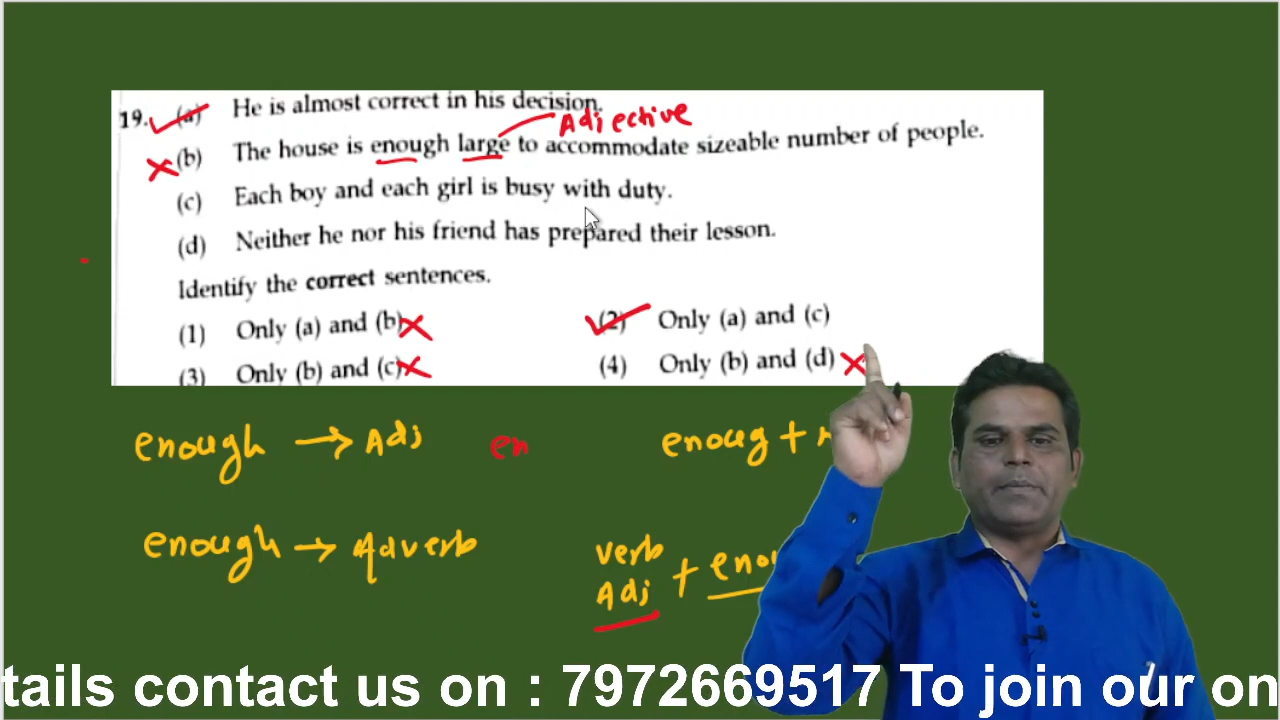 19. (a) He is almost correct in his decision.
Adjective
(b) The house is enough large to accommodate sizeable number of people.
(c) Each boy and each girl is busy with duty.
(d) Neither he nor his friend has prepared their lesson.
Identify the correct sentences.
(1) Only (a) and (b) (2) Only (a) and (c)
(3) Only (b) and (c) (4) Only (b) and (d)
enough → Adj en enoug +
enough → Adverb
verb
Adj + enou
tails contact us on : 7972669517 To join our on